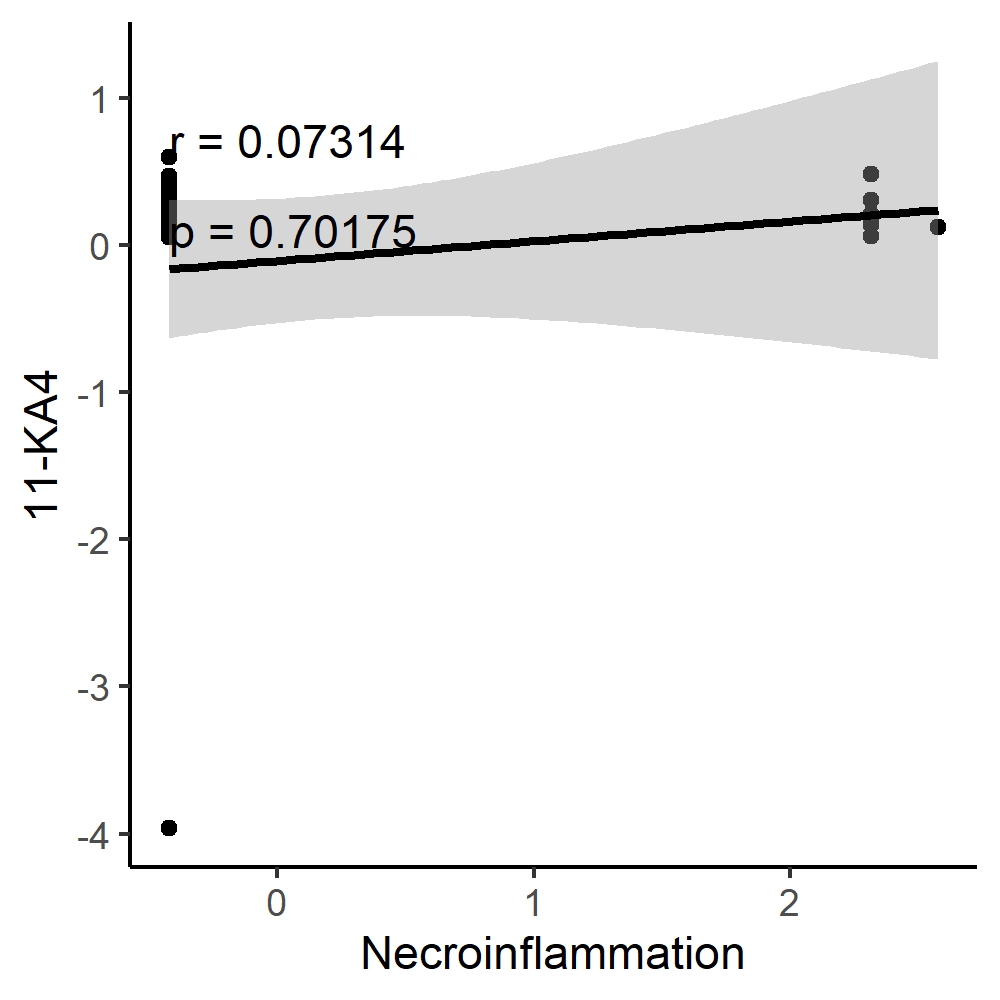 r = 0.07314
p = 0.70175
1
0
-1
-2
-3
-4
11-KA4
0 1 2
Necroinflammation